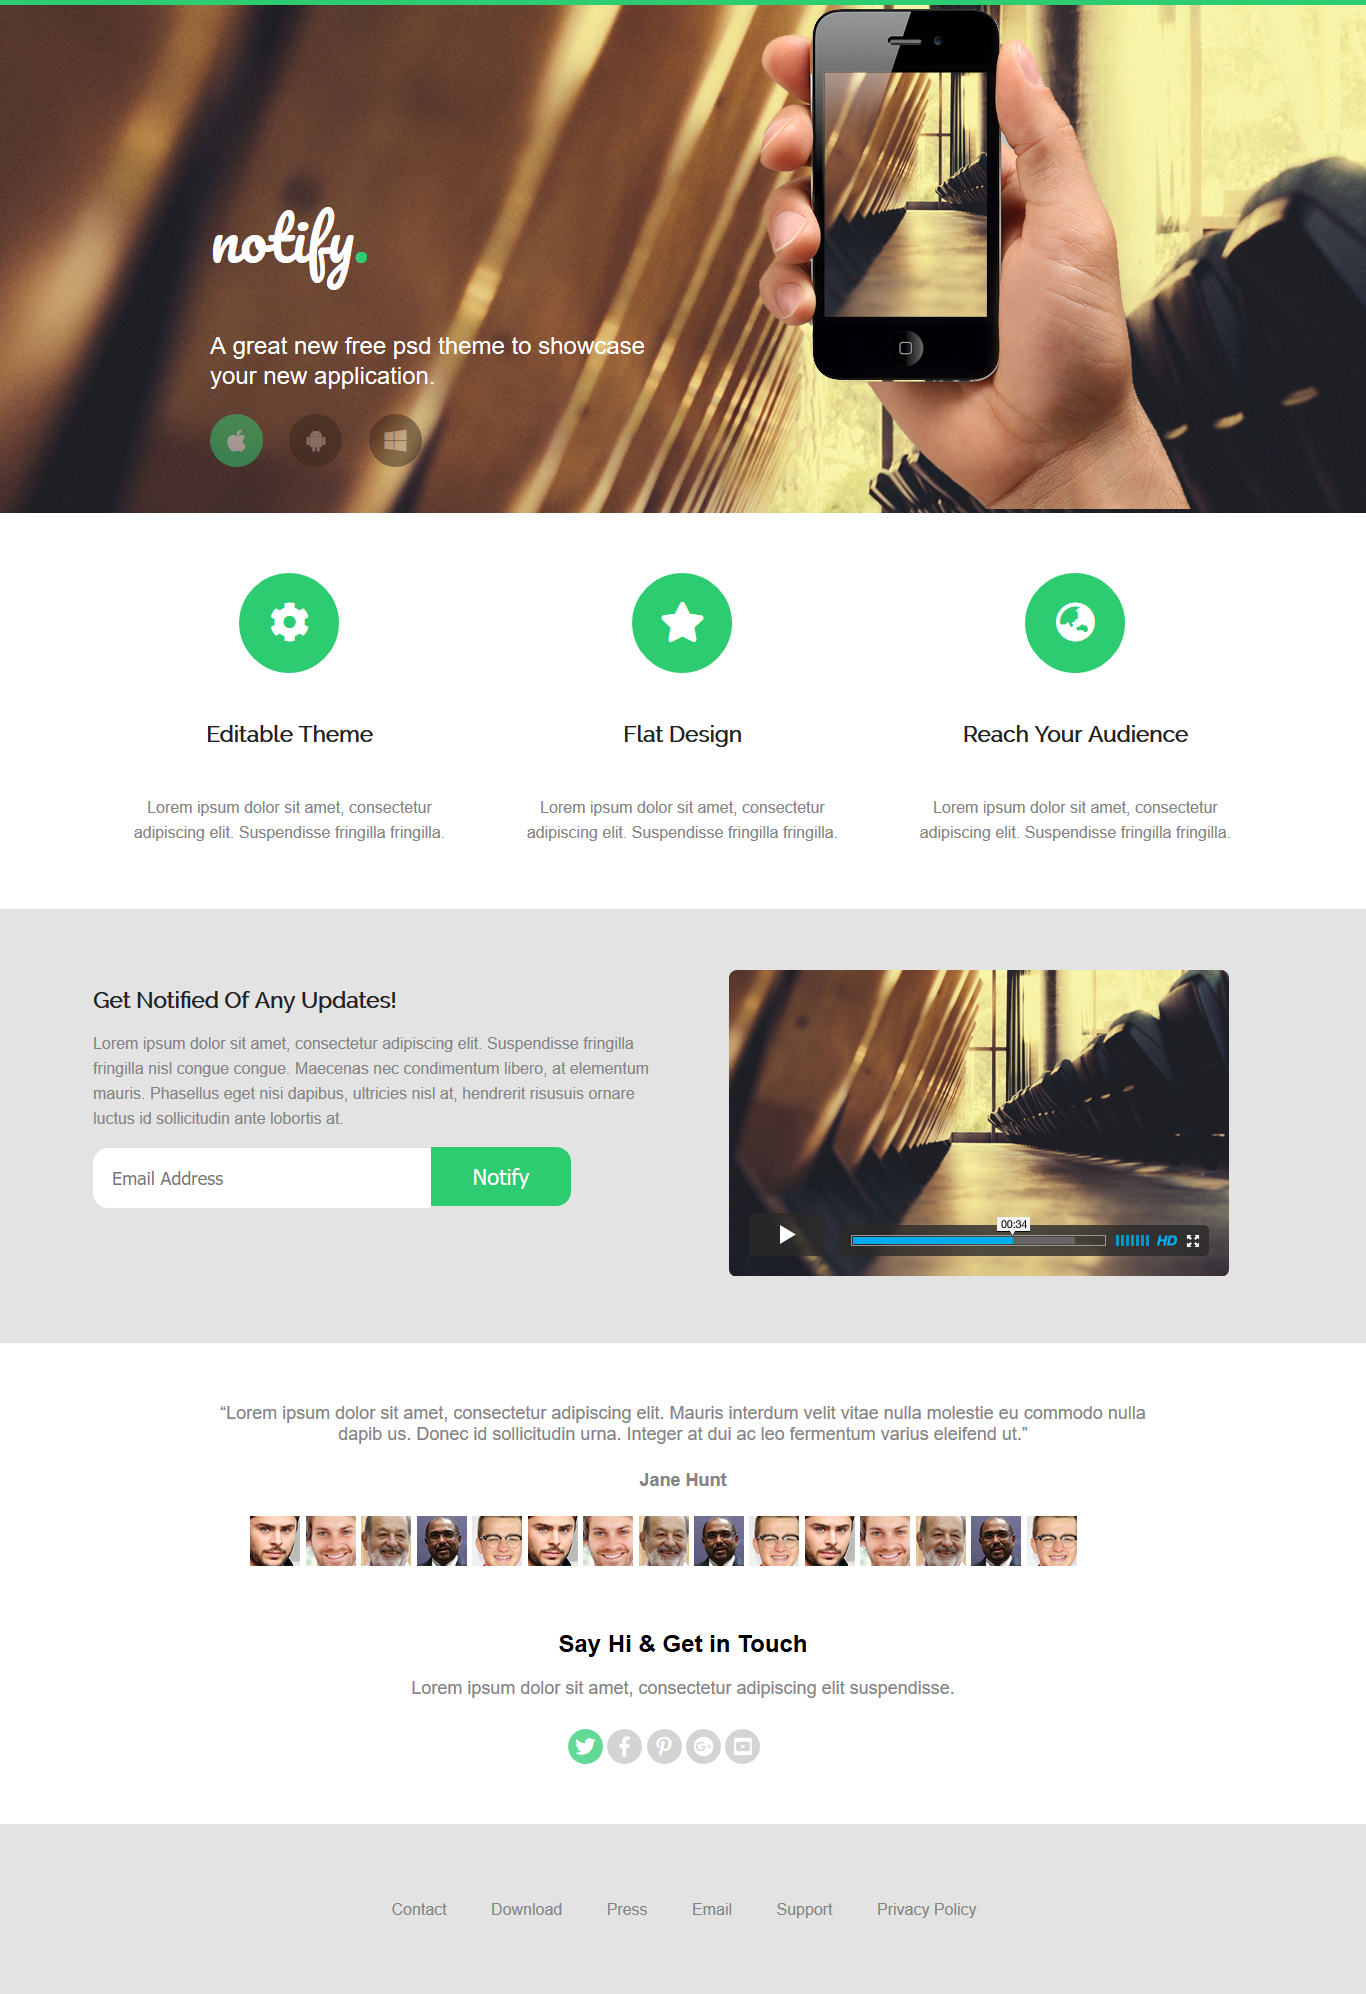 notify.
A great new free psd theme to showcase
your new application.
Editable Theme
Flat Design
Reach Your Audience
Lorem ipsum dolor sit amet, consectetur
adipiscing elit. Suspendisse fringilla fringilla.
Lorem ipsum dolor sit amet, consectetur
adipiscing elit. Suspendisse fringilla fringilla.
Lorem ipsum dolor sit amet, consectetur
adipiscing elit. Suspendisse fringilla fringilla.
Get Notified Of Any Updates!
Lorem ipsum dolor sit amet, consectetur adipiscing elit. Suspendisse fringilla
fringilla nisl congue congue. Maecenas nec condimentum libero, at elementum
mauris. Phasellus eget nisi dapibus, ultricies nisl at, hendrerit risusuis ornare
luctus id sollicitudin ante lobortis at.
Email Address
Notify
00:34
HD
“Lorem ipsum dolor sit amet, consectetur adipiscing elit. Mauris interdum velit vitae nulla molestie eu commodo nulla
dapib us. Donec id sollicitudin urna. Integer at dui ac leo fermentum varius eleifend ut.”
Jane Hunt
Say Hi & Get in Touch
Lorem ipsum dolor sit amet, consectetur adipiscing elit suspendisse.
Contact
Download
Press
Email
Support
Privacy Policy